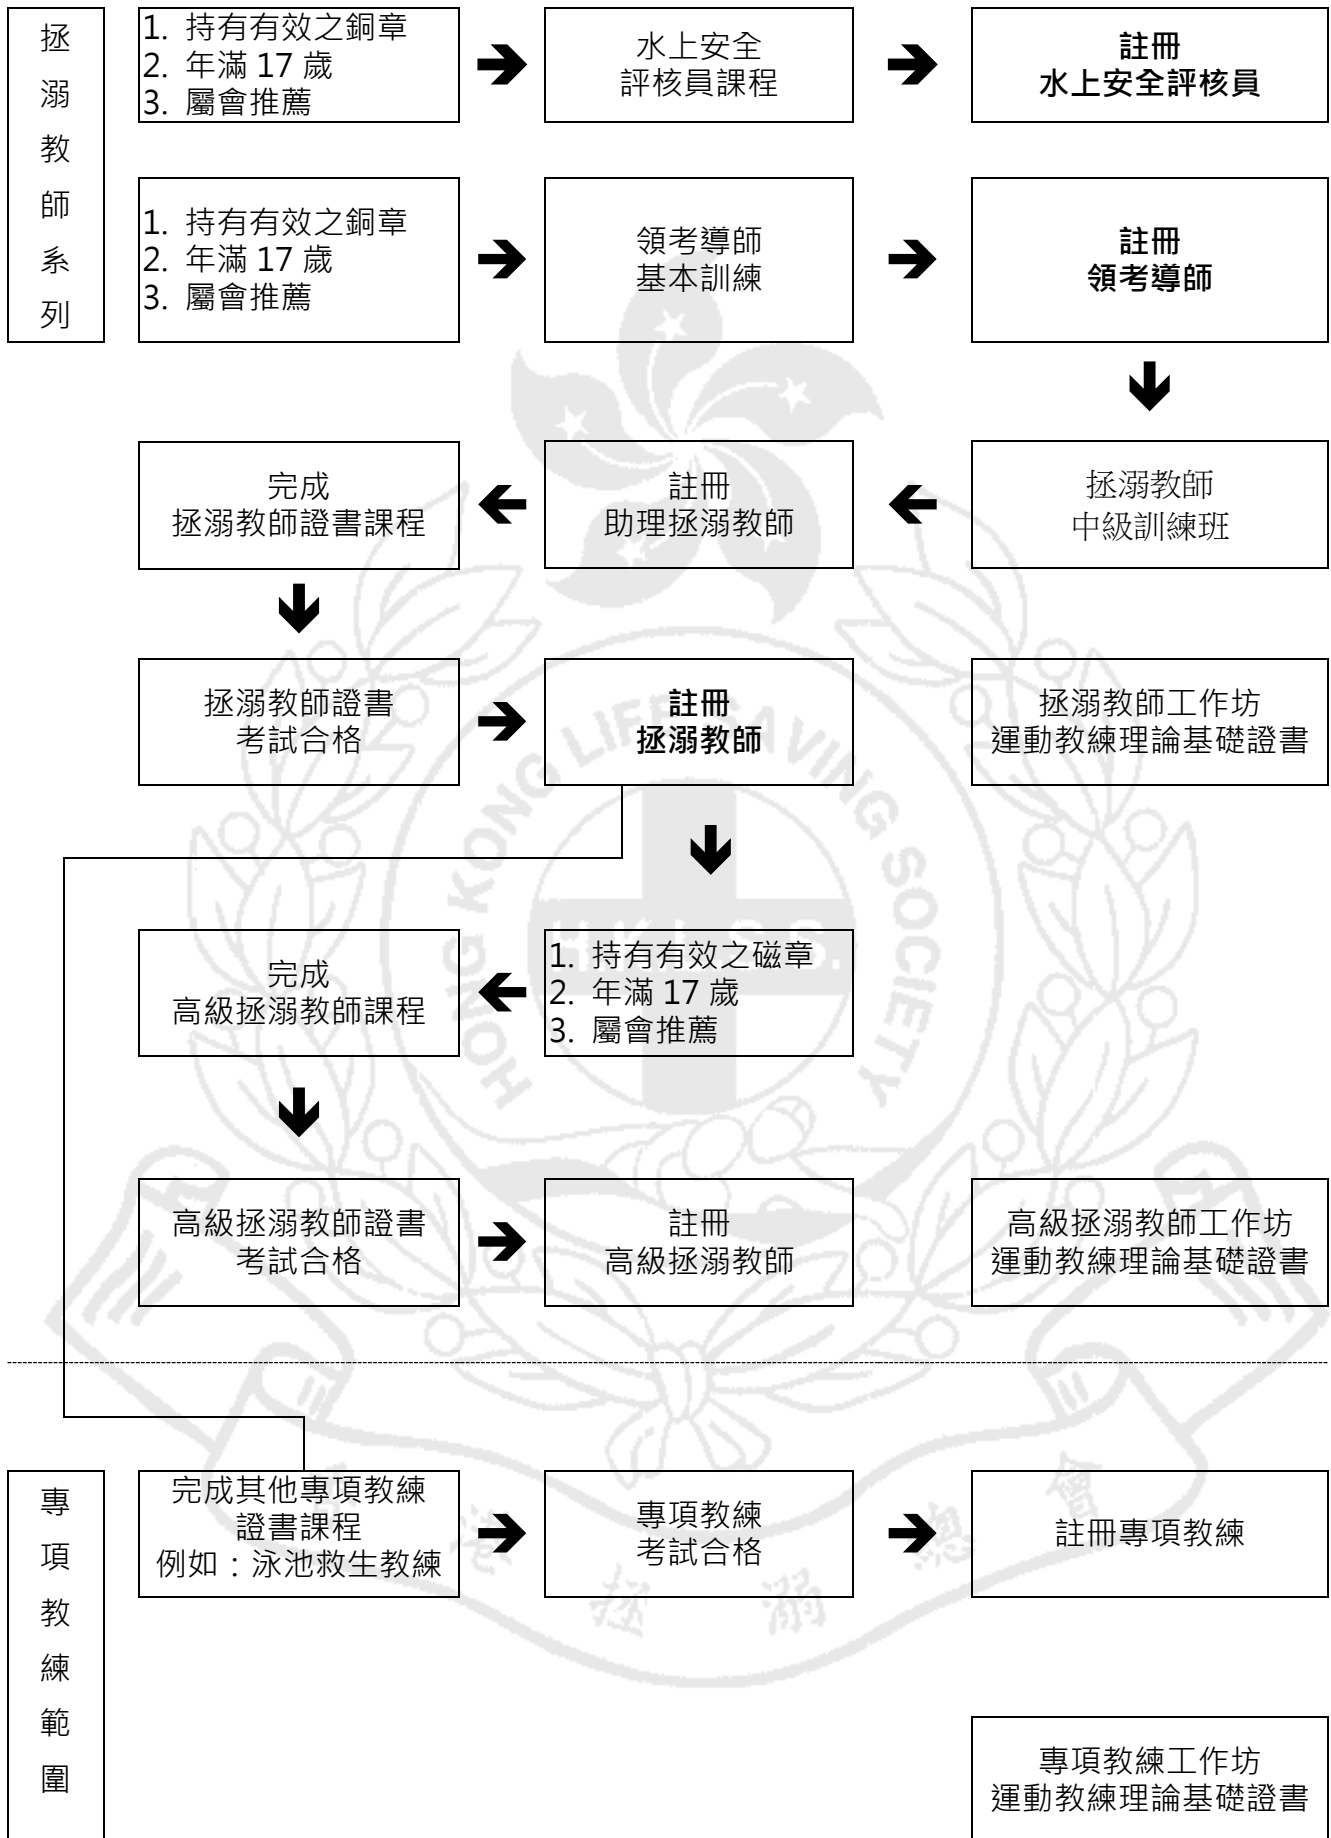 拯溺教師系列
1. 持有有效之銅章
2. 年滿 17 歲
3. 屬會推薦
水上安全
評核員課程
註冊
水上安全評核員
1. 持有有效之銅章
2. 年滿 17 歲
3. 屬會推薦
領考導師
基本訓練
註冊
領考導師
完成
拯溺教師證書課程
註冊
助理拯溺教師
拯溺教師
中級訓練班
拯溺教師證書
考試合格
註冊
拯溺教師
拯溺教師工作坊
運動教練理論基礎證書
完成
高級拯溺教師課程
1. 持有有效之磁章
2. 年滿 17 歲
3. 屬會推薦
高級拯溺教師證書
考試合格
註冊
高級拯溺教師
高級拯溺教師工作坊
運動教練理論基礎證書
專項教練範圍
完成其他專項教練
證書課程
例如：泳池救生教練
專項教練
考試合格
註冊專項教練
專項教練工作坊
運動教練理論基礎證書
HONG KONG LIFE SAVING SOCIETY
H.K.L.S.S.
香港拯溺總會